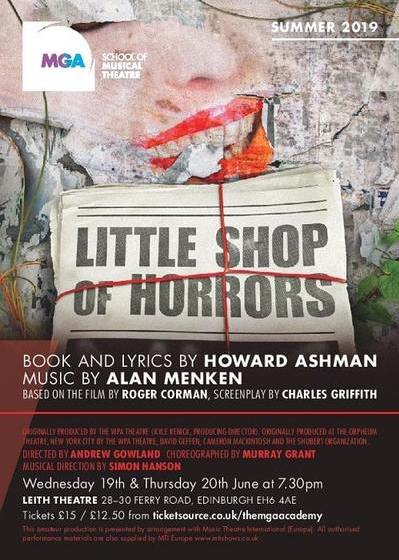 SUMMER 2019
MGA
SCHOOL OF
MUSICAL
THEATRE
LITTLE SHOP
OF HORRORS
BOOK AND LYRICS BY HOWARD ASHMAN
MUSIC BY ALAN MENKEN
BASED ON THE FILM BY ROGER CORMAN, SCREENPLAY BY CHARLES GRIFFITH
ORIGINALLY PRODUCED BY THE WPA THEATRE (KYLE RENICK, PRODUCING DIRECTOR). ORIGINALLY PRODUCED AT THE ORPHEUM
THEATRE, NEW YORK CITY BY THE WPA THEATRE, DAVID GEFFEN, CAMERON MACKINTOSH AND THE SHUBERT ORGANIZATION.
DIRECTED BY ANDREW GOWLAND CHOREOGRAPHED BY MURRAY GRANT
MUSICAL DIRECTION BY SIMON HANSON
Wednesday 19th & Thursday 20th June at 7.30pm
LEITH THEATRE 28–30 FERRY ROAD, EDINBURGH EH6 4AE
Tickets £15 / £12.50 from ticketsource.co.uk/themgaacademy
This amateur production is presented by arrangement with Music Theatre International (Europe). All authorised
performance materials are also supplied by MTI Europe www.mtishows.co.uk